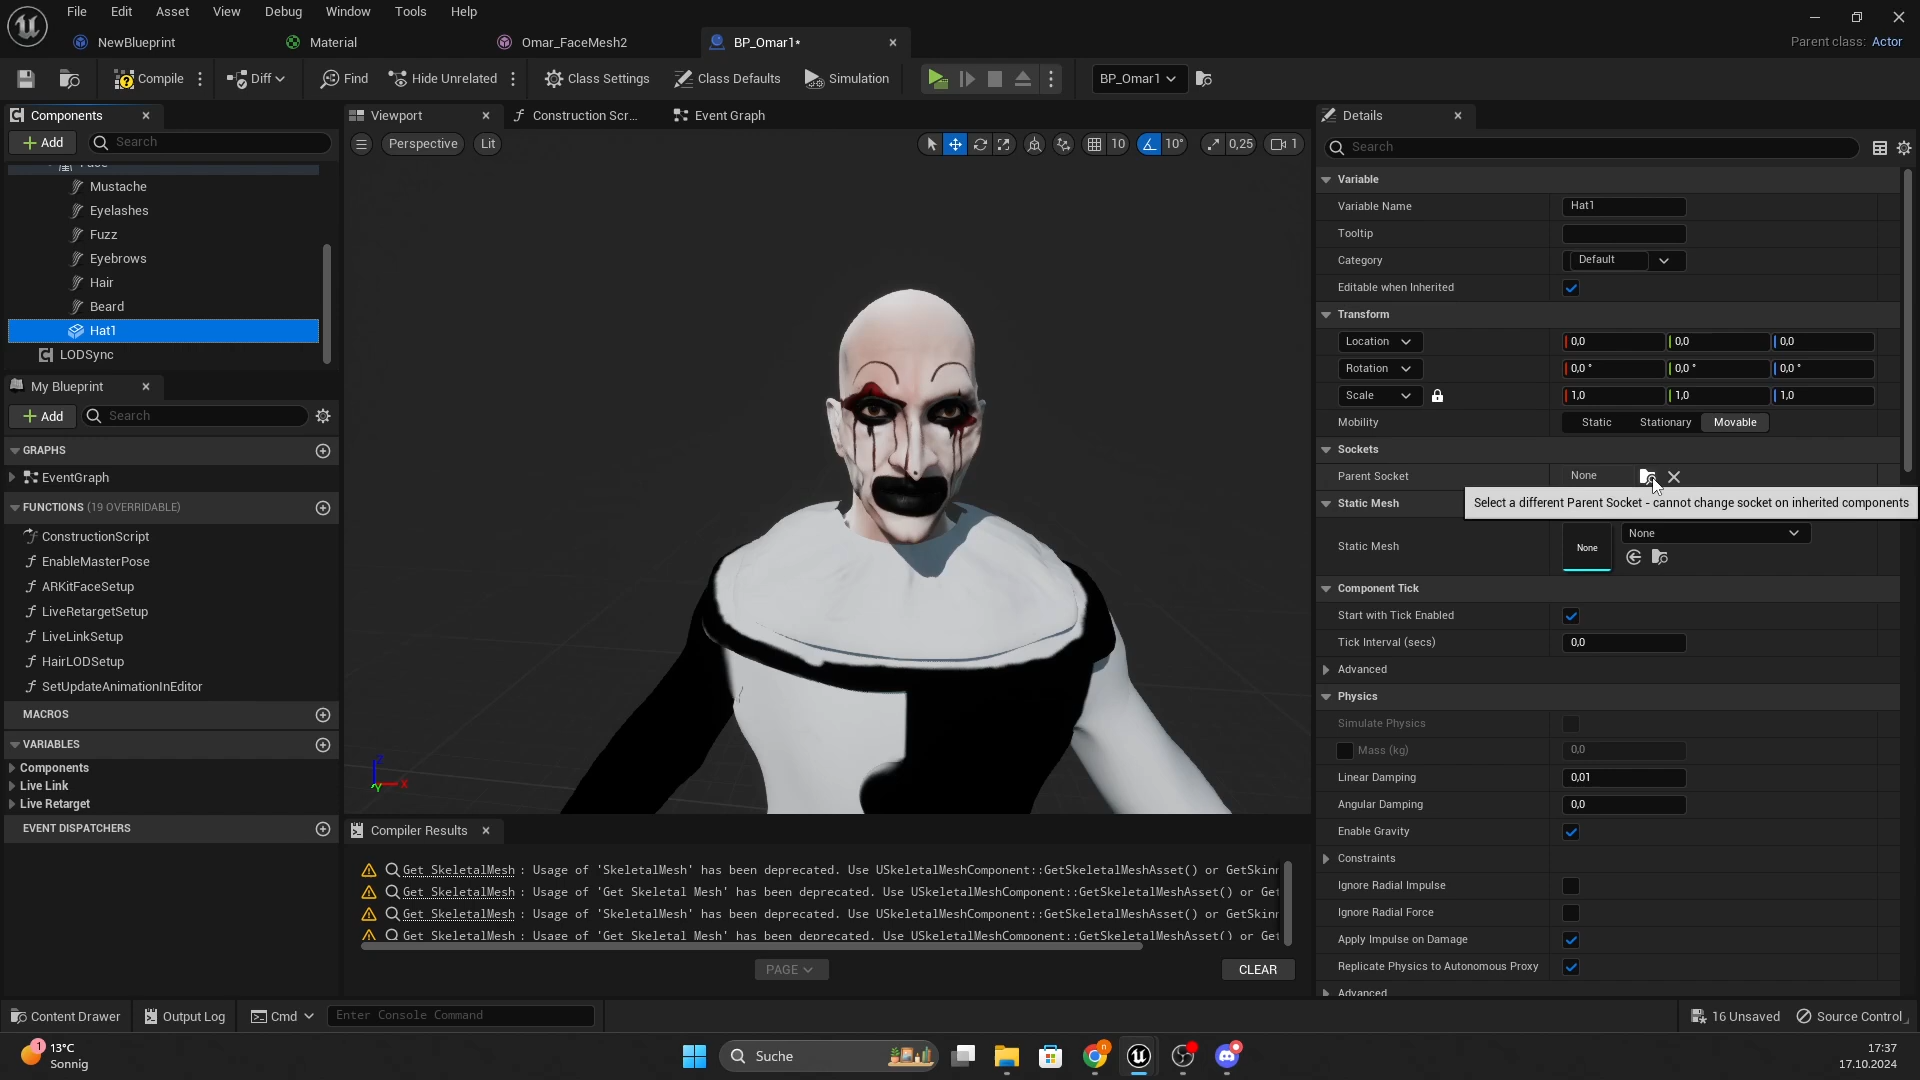 File Edit Asset View Debug Window Tools Help
NewBlueprint Material Omar_FaceMesh2 BP_Omar1*
Parent class: Actor
Compile Diff Find Hide Unrelated Class Settings Class Defaults Simulation BP_Omar1
Components
Add Search
Mustache
Eyelashes
Fuzz
Eyebrows
Hair
Beard
Hat1
LODSync
My Blueprint
Add Search
GRAPHS
EventGraph
FUNCTIONS (19 OVERRIDABLE)
ConstructionScript
EnableMasterPose
ARKitFaceSetup
LiveRetargetSetup
LiveLinkSetup
HairLODSetup
SetUpdateAnimationInEditor
MACROS
VARIABLES
Components
Live Link
Live Retarget
EVENT DISPATCHERS
Viewport Construction Scr... Event Graph
Perspective Lit 10 10° 0,25 1
Z
X
Y
Compiler Results
Get SkeletalMesh : Usage of 'SkeletalMesh' has been deprecated. Use USkeletalMeshComponent::GetSkeletalMeshAsset() or GetSkinn
Get SkeletalMesh : Usage of 'Get Skeletal Mesh' has been deprecated. Use USkeletalMeshComponent::GetSkeletalMeshAsset() or Get
Get SkeletalMesh : Usage of 'SkeletalMesh' has been deprecated. Use USkeletalMeshComponent::GetSkeletalMeshAsset() or GetSkinn
Get SkeletalMesh : Usage of 'Get Skeletal Mesh' has been deprecated. Use USkeletalMeshComponent::GetSkeletalMeshAsset() or Get
PAGE CLEAR
Details
Search
Variable
Variable Name Hat1
Tooltip
Category Default
Editable when Inherited
Transform
Location 0,0 0,0 0,0
Rotation 0,0 ° 0,0 ° 0,0 °
Scale 1,0 1,0 1,0
Mobility Static Stationary Movable
Sockets
Parent Socket None
Select a different Parent Socket - cannot change socket on inherited components
Static Mesh
Static Mesh None None
Component Tick
Start with Tick Enabled
Tick Interval (secs) 0,0
Advanced
Physics
Simulate Physics
Mass (kg) 0,0
Linear Damping 0,01
Angular Damping 0,0
Enable Gravity
Constraints
Ignore Radial Impulse
Ignore Radial Force
Apply Impulse on Damage
Replicate Physics to Autonomous Proxy
Advanced
Content Drawer Output Log Cmd Enter Console Command 16 Unsaved Source Control
1 13°C
Sonnig
Suche
17:37
17.10.2024